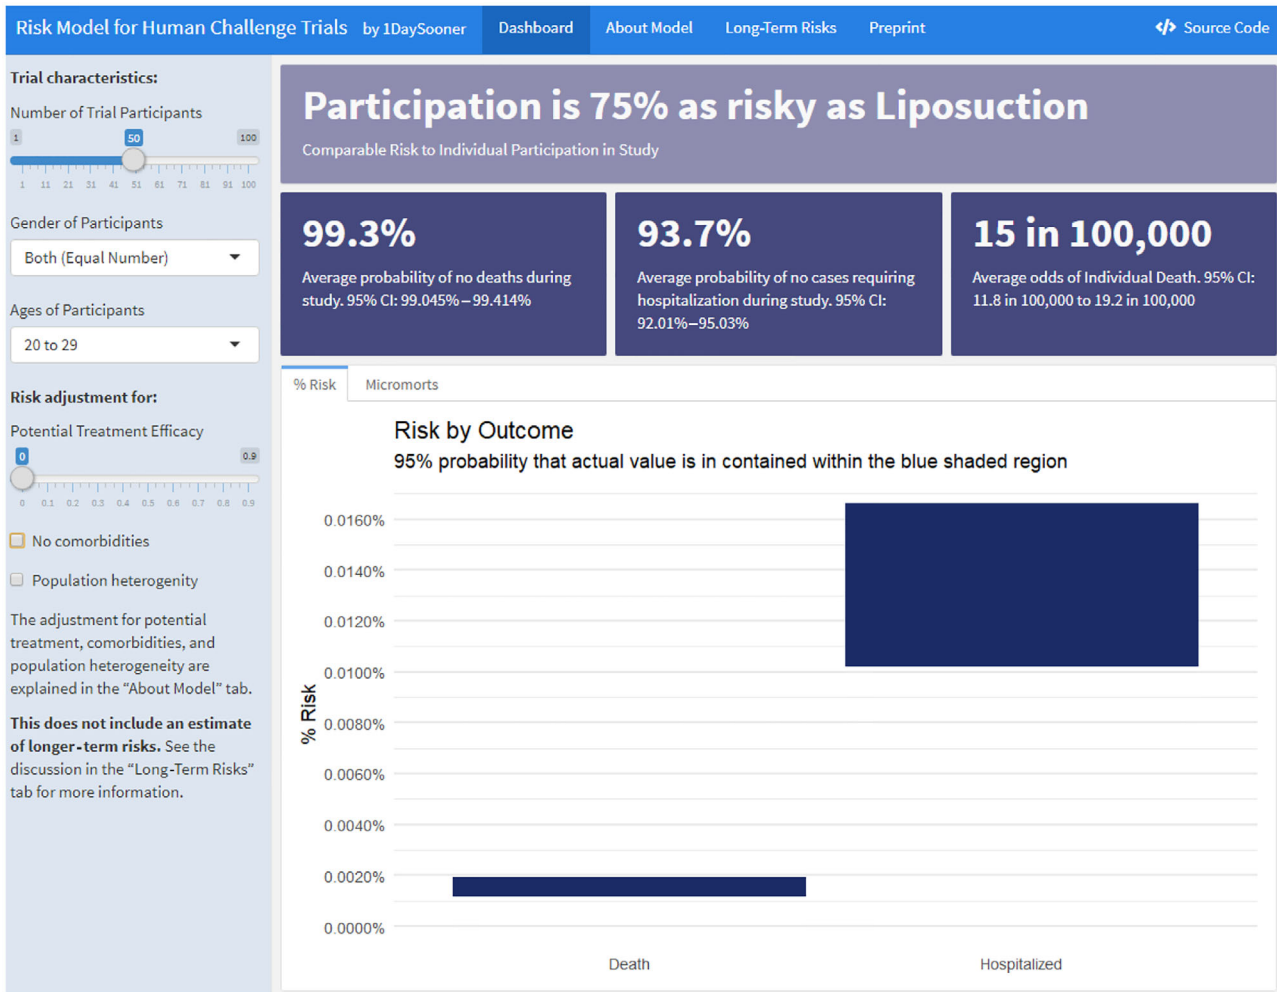 Risk Model for Human Challenge Trials by 1DaySooner Dashboard About Model Long-Term Risks Preprint </> Source Code
Trial characteristics:
Number of Trial Participants
1 50 100
1 11 21 31 41 51 61 71 81 91 100
Gender of Participants
Both (Equal Number)
Ages of Participants
20 to 29
Risk adjustment for:
Potential Treatment Efficacy
0 0.9
0 0.1 0.2 0.3 0.4 0.5 0.6 0.7 0.8 0.9
No comorbidities
Population heterogenity
The adjustment for potential
treatment, comorbidities, and
population heterogeneity are
explained in the “About Model” tab.
This does not include an estimate
of longer-term risks. See the
discussion in the “Long-Term Risks”
tab for more information.
Participation is 75% as risky as Liposuction
Comparable Risk to Individual Participation in Study
99.3%
Average probability of no deaths during
study. 95% CI: 99.045%–99.414%
93.7%
Average probability of no cases requiring
hospitalization during study. 95% CI:
92.01%–95.03%
15 in 100,000
Average odds of Individual Death. 95% CI:
11.8 in 100,000 to 19.2 in 100,000
% Risk Micromorts
Risk by Outcome
95% probability that actual value is in contained within the blue shaded region
% Risk
0.0160%
0.0140%
0.0120%
0.0100%
0.0080%
0.0060%
0.0040%
0.0020%
0.0000%
Death Hospitalized